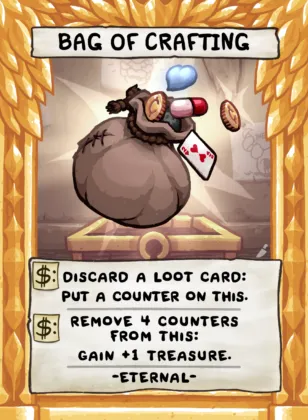 BAG OF CRAFTING
$: DISCARD A LOOT CARD:
PUT A COUNTER ON THIS.
$: REMOVE 4 COUNTERS
FROM THIS:
GAIN +1 TREASURE.
-ETERNAL-